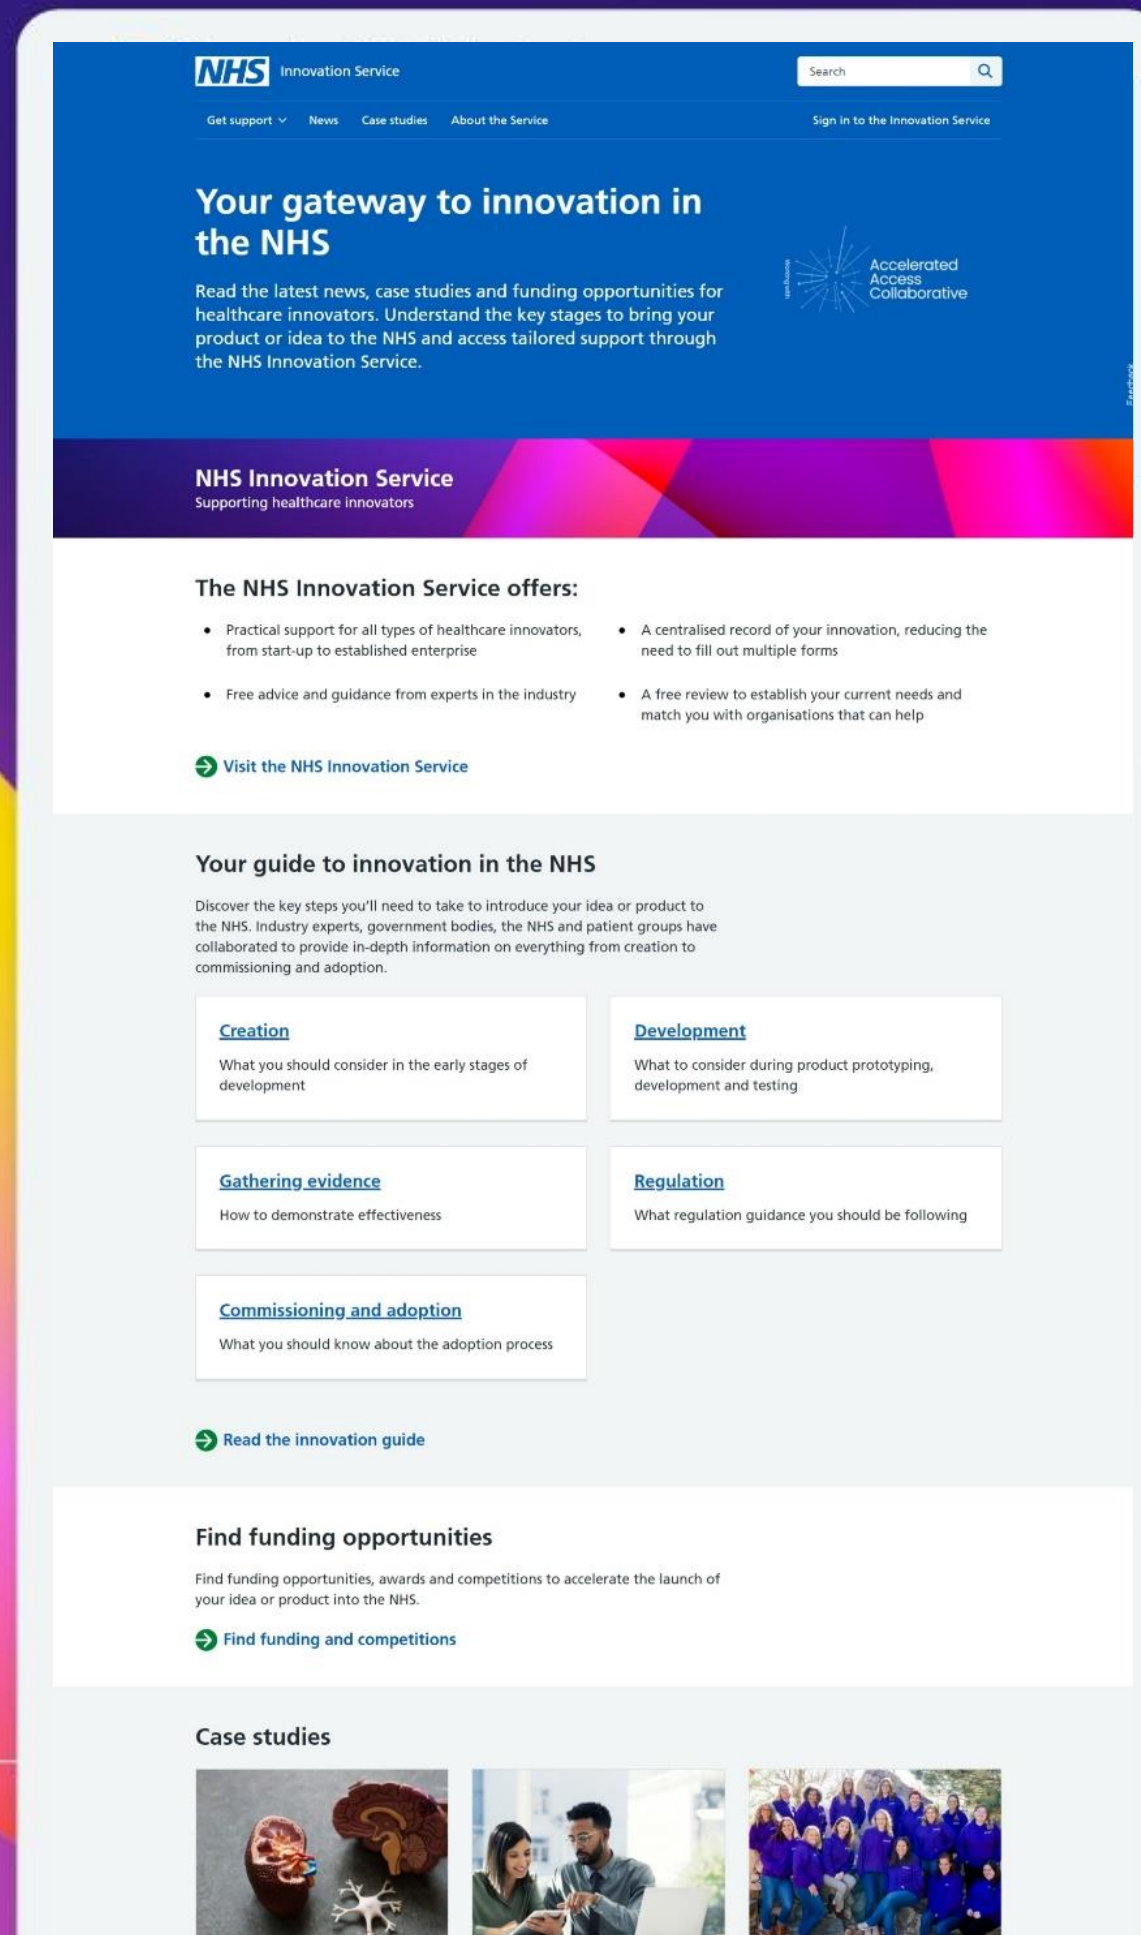 NHS Innovation Service
Search
Get support
News
Case studies
About the Service
Sign in to the Innovation Service
Your gateway to innovation in
the NHS
Read the latest news, case studies and funding opportunities for
healthcare innovators. Understand the key stages to bring your
product or idea to the NHS and access tailored support through
the NHS Innovation Service.
Accelerated
Access
Collaborative
Feedback
NHS Innovation Service
Supporting healthcare innovators
The NHS Innovation Service offers:
Practical support for all types of healthcare innovators,
from start-up to established enterprise
A centralised record of your innovation, reducing the
need to fill out multiple forms
Free advice and guidance from experts in the industry
A free review to establish your current needs and
match you with organisations that can help
Visit the NHS Innovation Service
Your guide to innovation in the NHS
Discover the key steps you'll need to take to introduce your idea or product to
the NHS. Industry experts, government bodies, the NHS and patient groups have
collaborated to provide in-depth information on everything from creation to
commissioning and adoption.
Creation
What you should consider in the early stages of
development
Development
What to consider during product prototyping,
development and testing
Gathering evidence
How to demonstrate effectiveness
Regulation
What regulation guidance you should be following
Commissioning and adoption
What you should know about the adoption process
Read the innovation guide
Find funding opportunities
Find funding opportunities, awards and competitions to accelerate the launch of
your idea or product into the NHS.
Find funding and competitions
Case studies